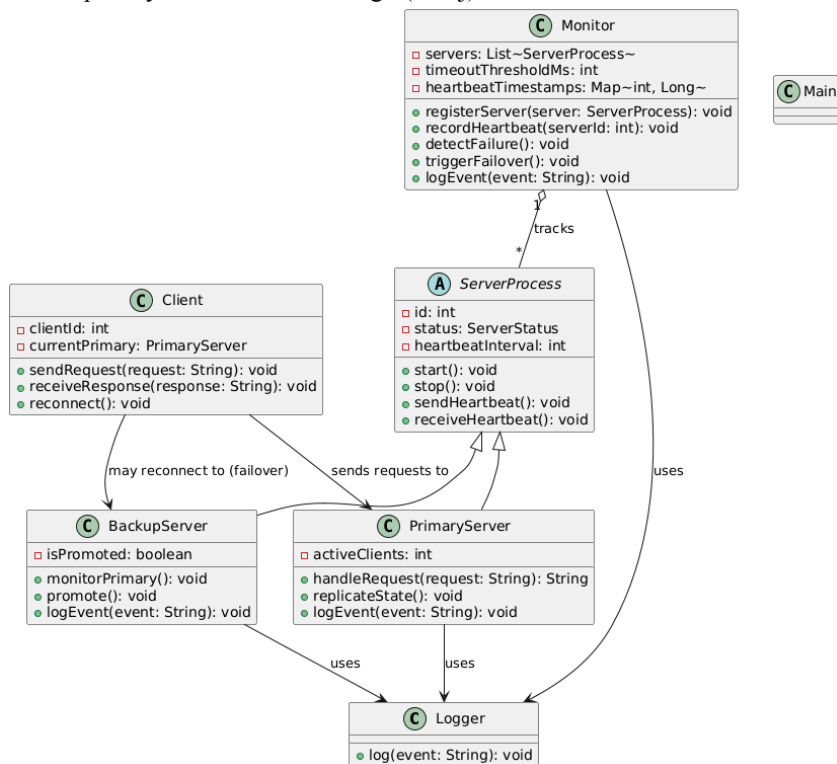 Monitor
servers: List~ServerProcess~
timeoutThresholdMs: int
heartbeatTimestamps: Map~int, Long~
registerServer(server: ServerProcess): void
recordHeartbeat(serverId: int): void
detectFailure(): void
triggerFailover(): void
logEvent(event: String): void
C Main
1
tracks
*
C Client
clientId: int
currentPrimary: PrimaryServer
sendRequest(request: String): void
receiveResponse(response: String): void
reconnect(): void
A ServerProcess
id: int
status: ServerStatus
heartbeatInterval: int
start(): void
stop(): void
sendHeartbeat(): void
receiveHeartbeat(): void
may reconnect to (failover)
sends requests to
uses
C BackupServer
isPromoted: boolean
monitorPrimary(): void
promote(): void
logEvent(event: String): void
C PrimaryServer
activeClients: int
handleRequest(request: String): String
replicateState(): void
logEvent(event: String): void
uses
uses
C Logger
log(event: String): void